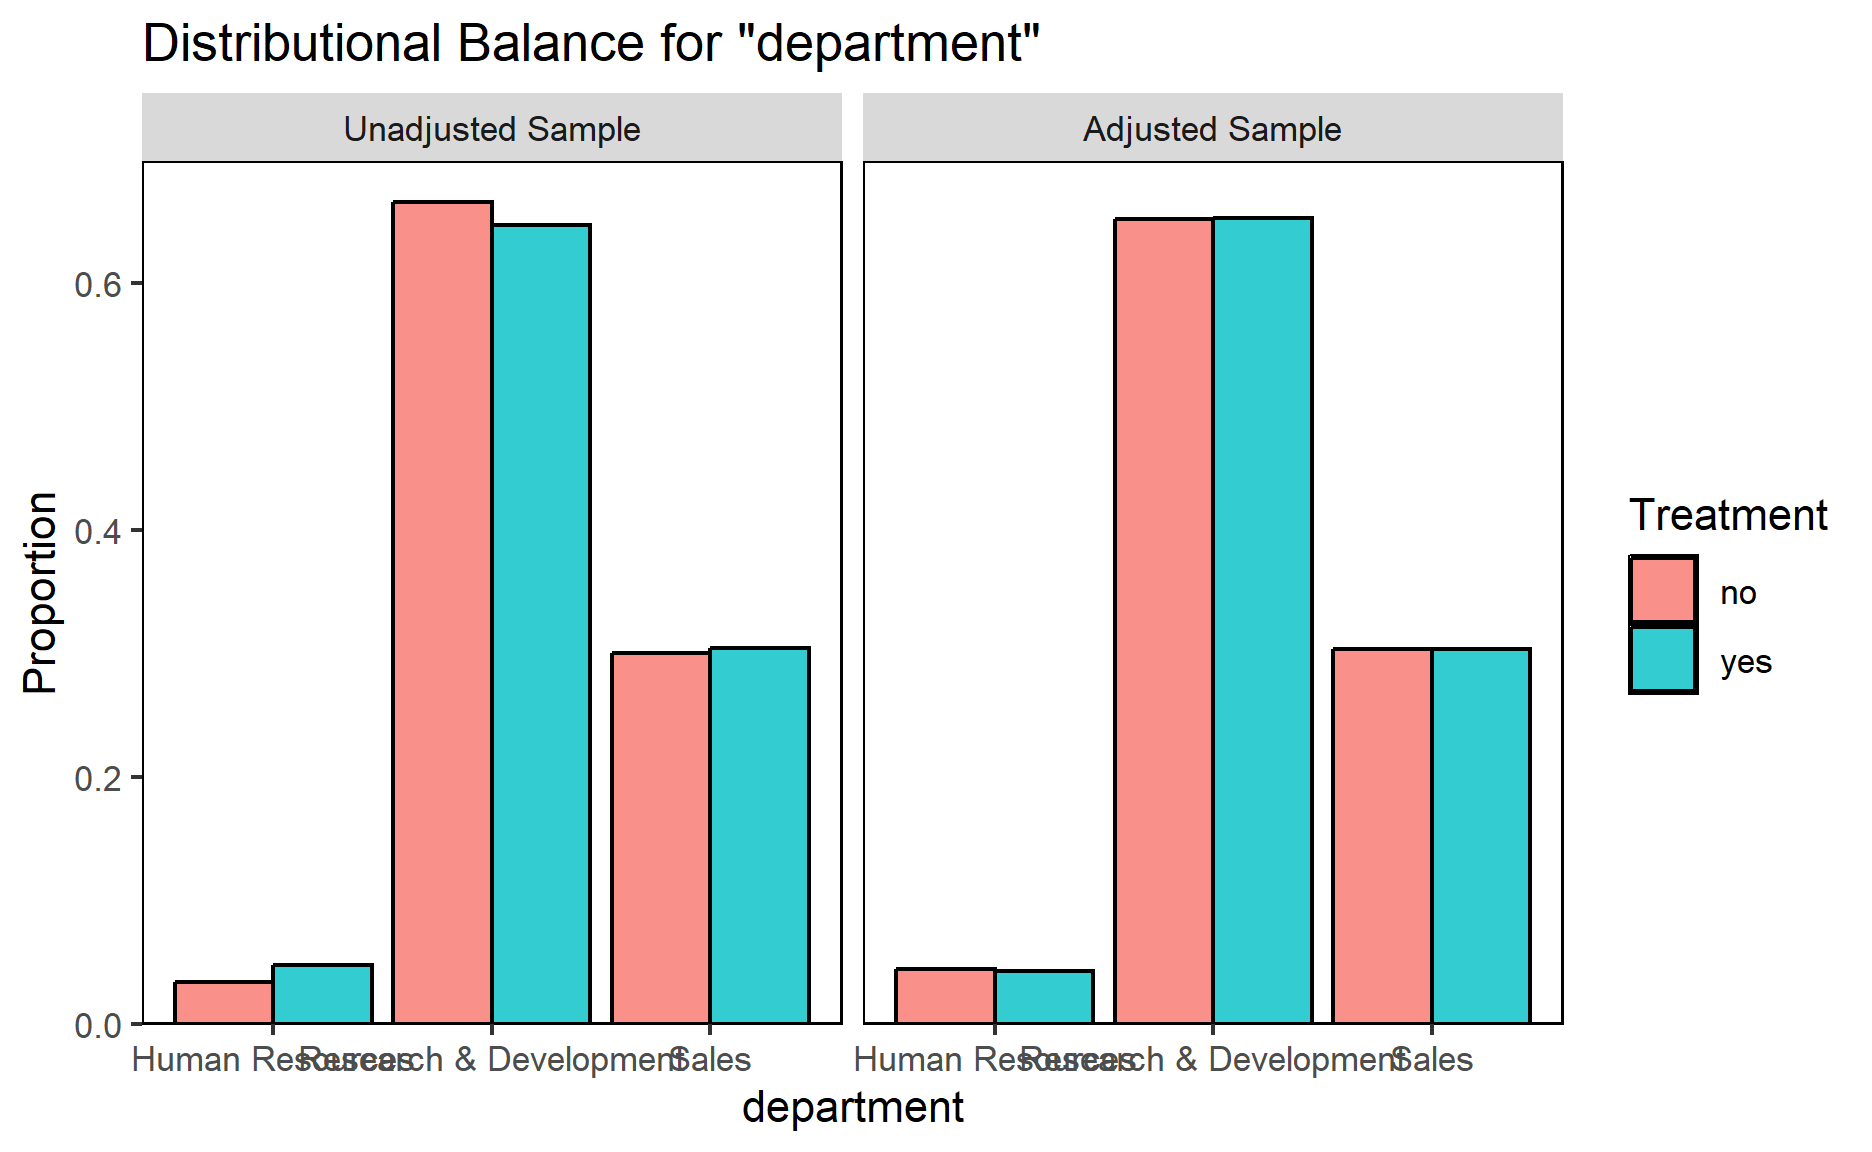 Distributional Balance for "department"
Unadjusted Sample
Adjusted Sample
Proportion
0.6
0.4
0.2
0.0
Human Resources
Research & Development
Sales
Human Resources
Research & Development
Sales
department
Treatment
no
yes